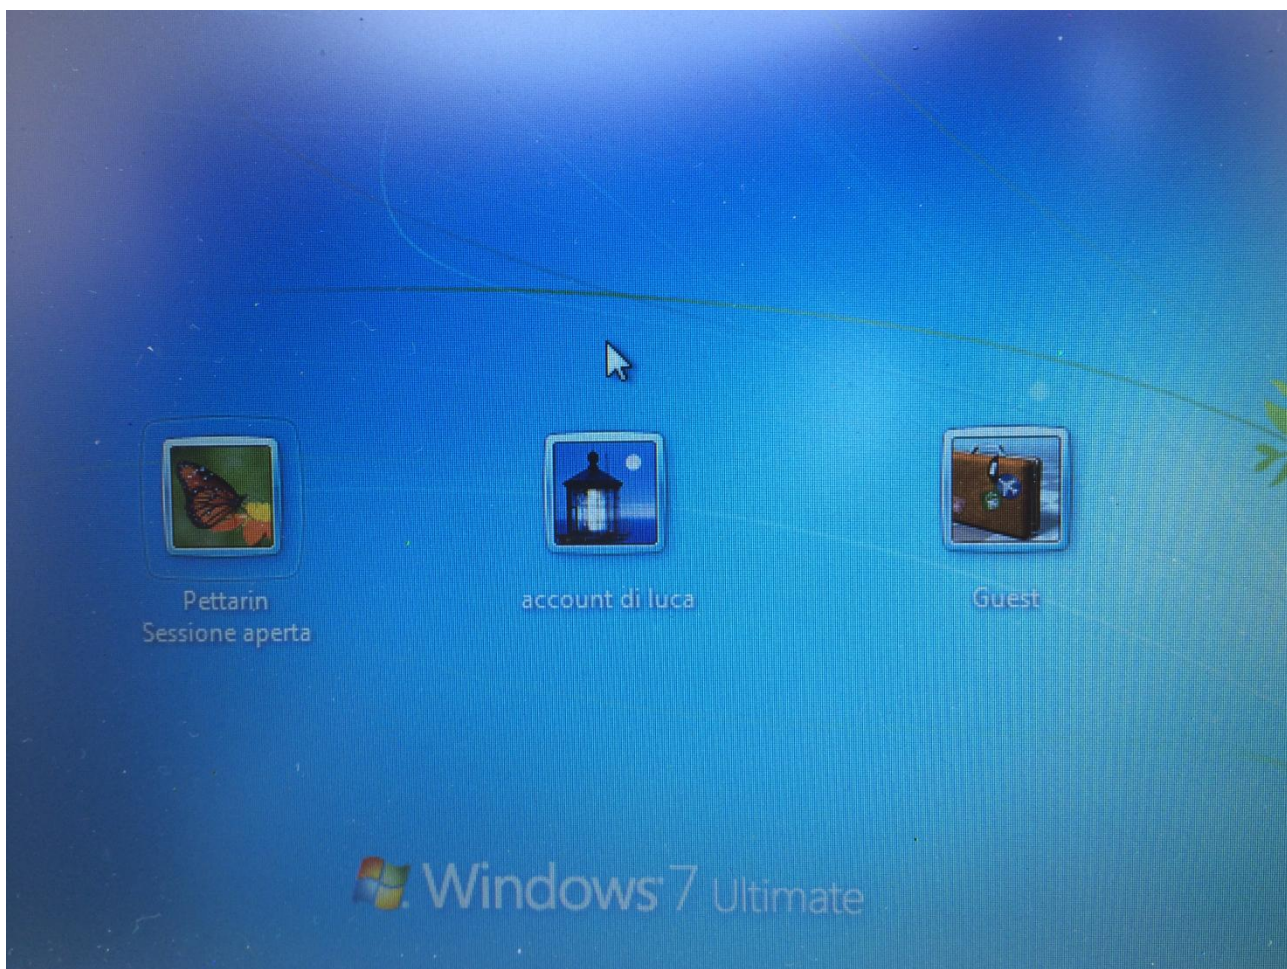 Pettarin
Sessione aperta
account di luca
Guest
Windows 7 Ultimate